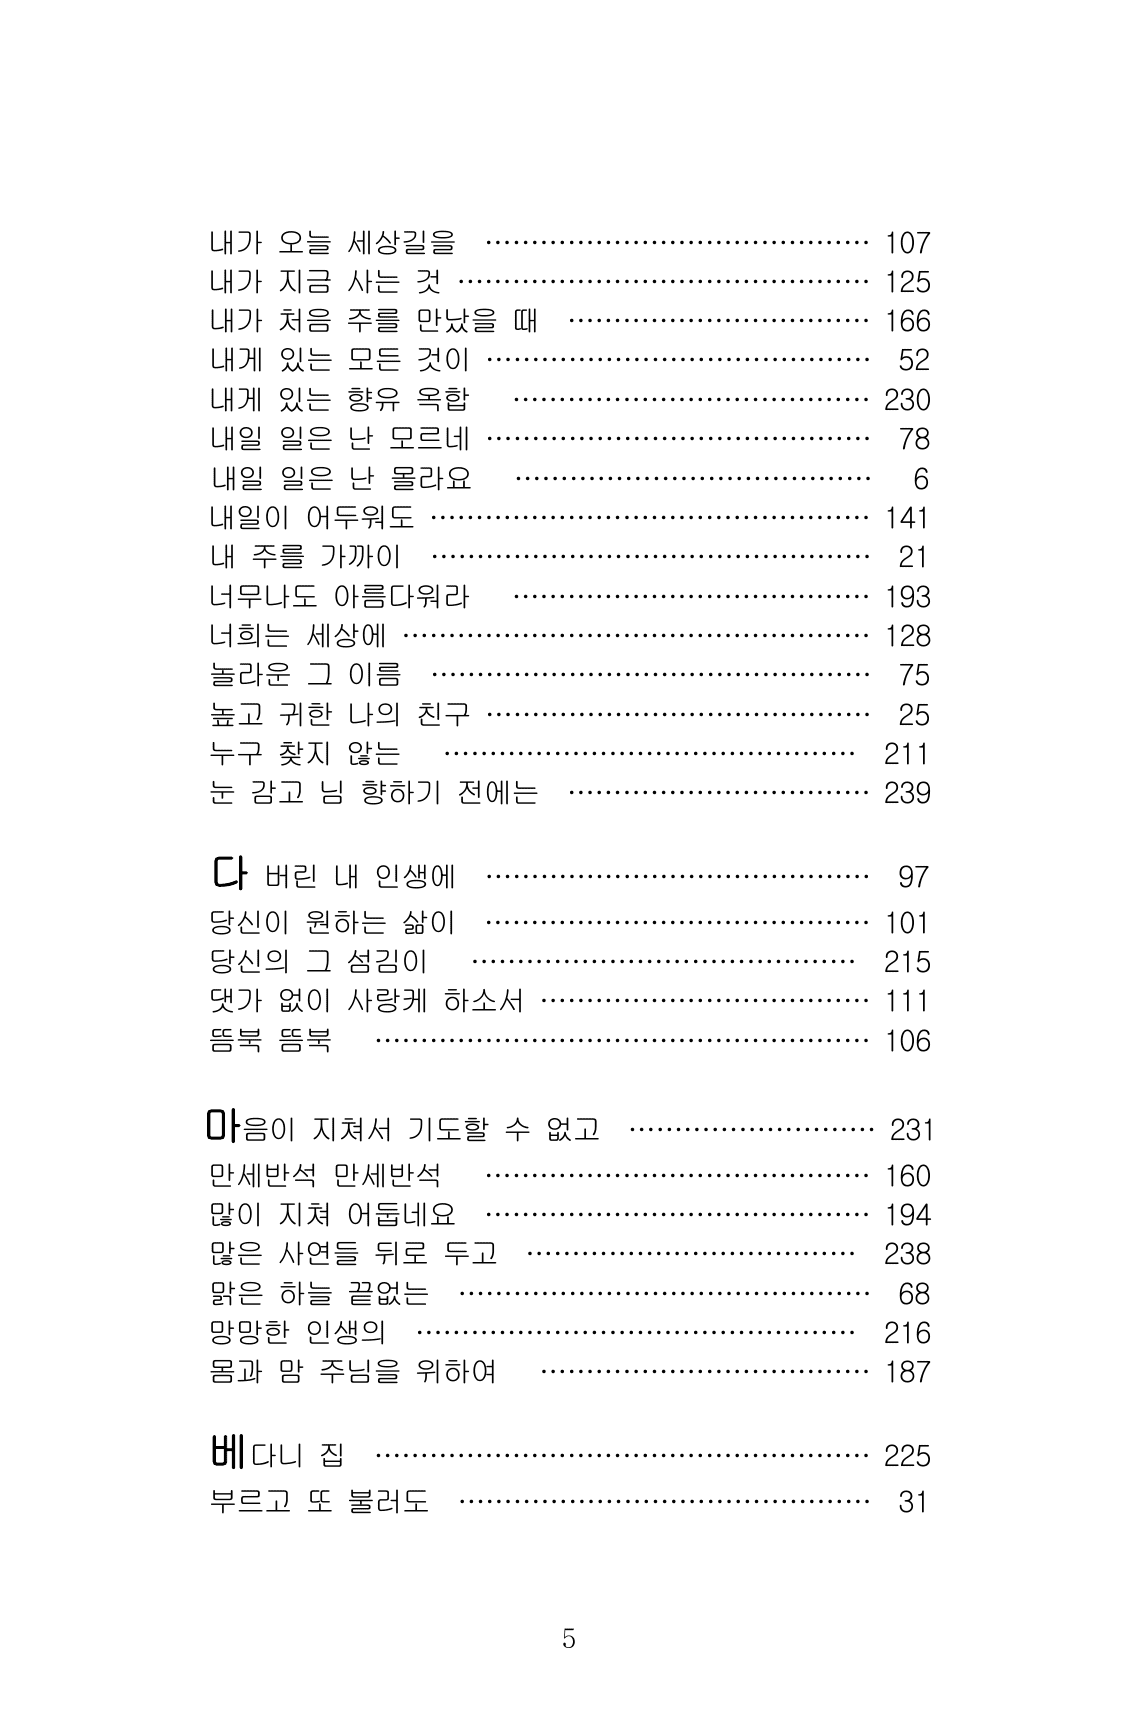 내가 오늘 세상길을 ………………………………… 107
내가 지금 사는 것 ………………………………… 125
내가 처음 주를 만났을 때 ………………………… 166
내게 있는 모든 것이 ……………………………… 52
내게 있는 향유 옥합 ……………………………… 230
내일 일은 난 모르네 ……………………………… 78
내일 일은 난 몰라요 ……………………………… 6
내일이 어두워도 …………………………………… 141
내 주를 가까이 …………………………………… 21
너무나도 아름다워라 ……………………………… 193
너희는 세상에 ……………………………………… 128
놀라운 그 이름 …………………………………… 75
높고 귀한 나의 친구 ……………………………… 25
누구 찾지 않는 …………………………………… 211
눈 감고 님 향하기 전에는 ………………………… 239
다 버린 내 인생에 ………………………………… 97
당신이 원하는 삶이 ………………………………… 101
당신의 그 섬김이 ………………………………… 215
댓가 없이 사랑케 하소서 ………………………… 111
뜸북 뜸북 ………………………………………… 106
마음이 지쳐서 기도할 수 없고 ……………………… 231
만세반석 만세반석 ………………………………… 160
많이 지쳐 어둡네요 ………………………………… 194
많은 사연들 뒤로 두고 …………………………… 238
맑은 하늘 끝없는 ………………………………… 68
망망한 인생의 ……………………………………… 216
몸과 맘 주님을 위하여 …………………………… 187
베다니 집 ………………………………………… 225
부르고 또 불러도 ………………………………… 31
5